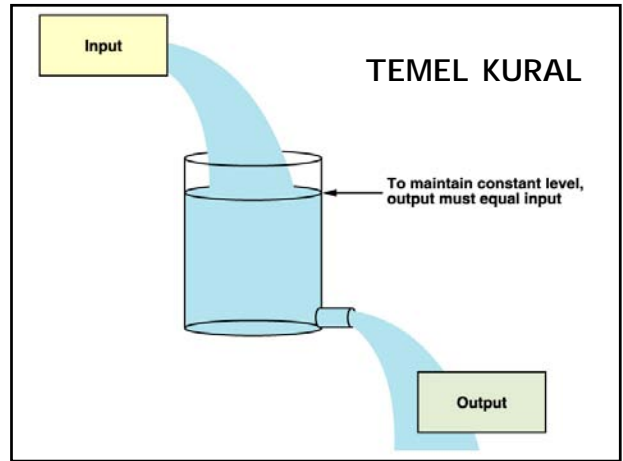 Input
TEMEL KURAL
To maintain constant level,
output must equal input
Output